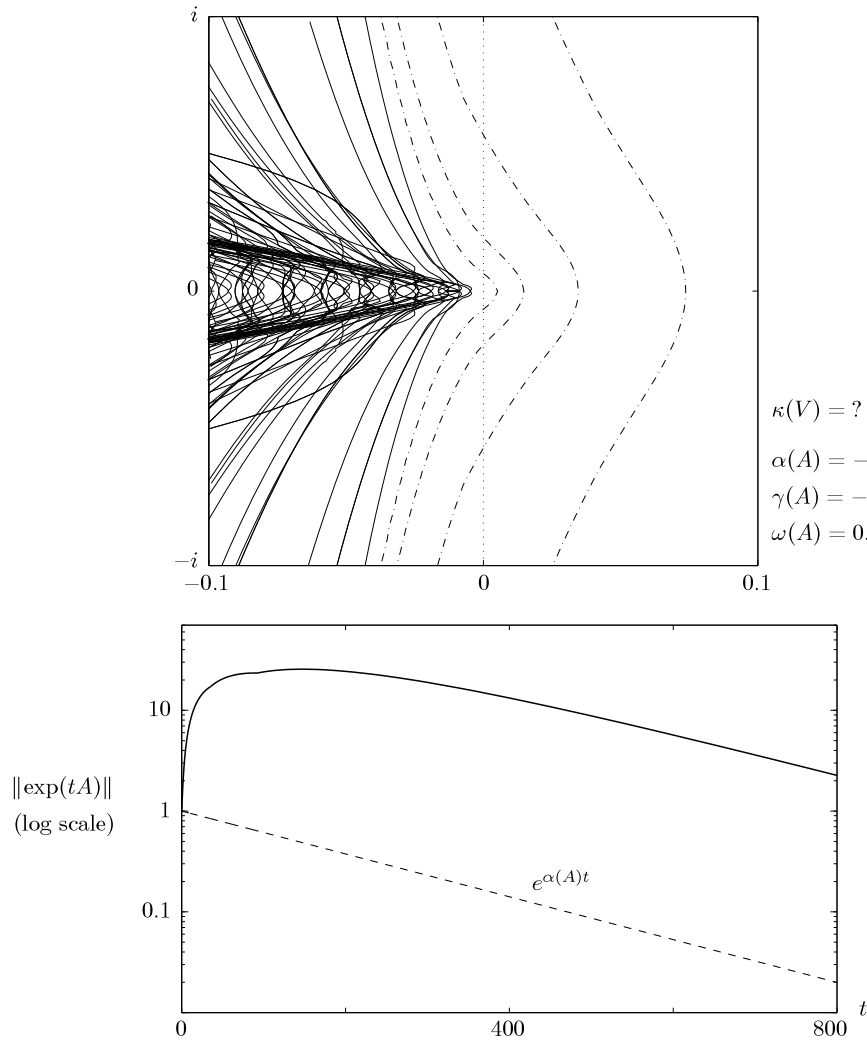 i
0
−i
−0.1
0
0.1
κ(V) = ?
α(A) = −
γ(A) = −
ω(A) = 0.
10
1
0.1
‖exp(tA)‖
(log scale)
e^{α(A)t}
0
400
800
t